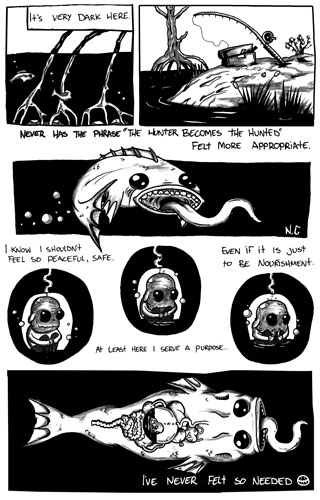 It's very dark here.
Never has the phrase "the hunter becomes the hunted"
felt more appropriate.
N.C
I know I shouldn't
feel so peaceful, safe.
Even if it is just
to be nourishment.
At least here I serve a purpose...
I've never felt so needed